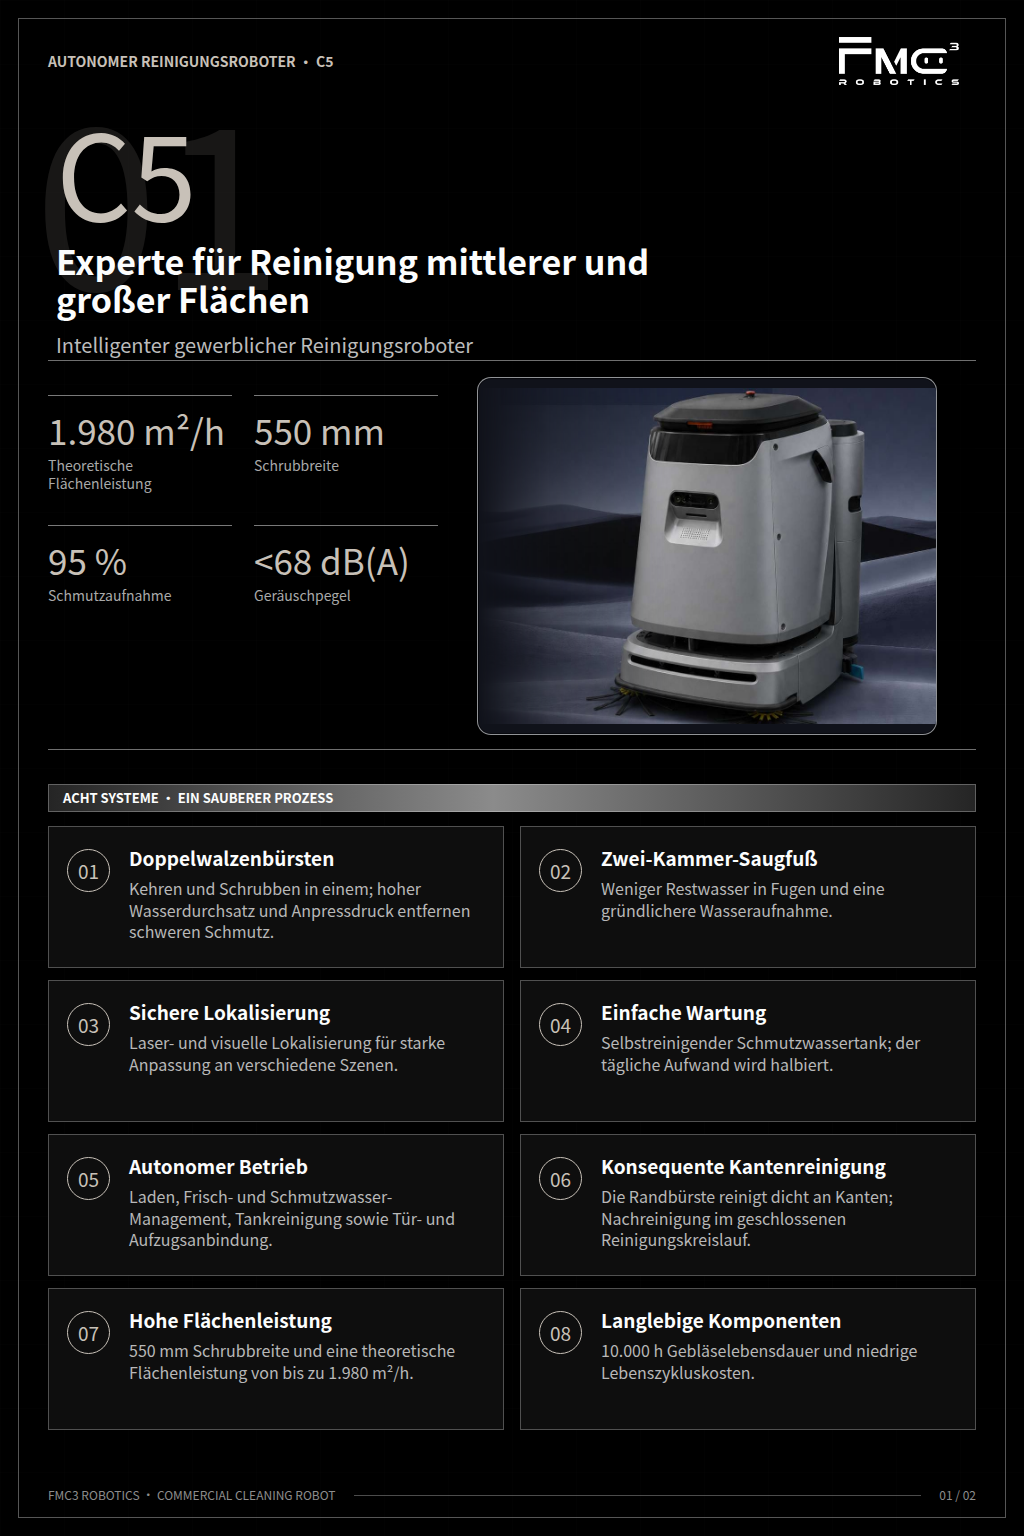 AUTONOMER REINIGUNGSROBOTER • C5
FMC3
ROBOTICS
01
C5
Experte für Reinigung mittlerer und
großer Flächen
Intelligenter gewerblicher Reinigungsroboter
1.980 m²/h
Theoretische
Flächenleistung
550 mm
Schrubbreite
95 %
Schmutzaufnahme
<68 dB(A)
Geräuschpegel
ACHT SYSTEME • EIN SAUBERER PROZESS
01
Doppelwalzenbürsten
Kehren und Schrubben in einem; hoher
Wasserdurchsatz und Anpressdruck entfernen
schweren Schmutz.
02
Zwei-Kammer-Saugfuß
Weniger Restwasser in Fugen und eine
gründlichere Wasseraufnahme.
03
Sichere Lokalisierung
Laser- und visuelle Lokalisierung für starke
Anpassung an verschiedene Szenen.
04
Einfache Wartung
Selbstreinigender Schmutzwassertank; der
tägliche Aufwand wird halbiert.
05
Autonomer Betrieb
Laden, Frisch- und Schmutzwasser-
Management, Tankreinigung sowie Tür- und
Aufzugsanbindung.
06
Konsequente Kantenreinigung
Die Randbürste reinigt dicht an Kanten;
Nachreinigung im geschlossenen
Reinigungskreislauf.
07
Hohe Flächenleistung
550 mm Schrubbreite und eine theoretische
Flächenleistung von bis zu 1.980 m²/h.
08
Langlebige Komponenten
10.000 h Gebläselebensdauer und niedrige
Lebenszykluskosten.
FMC3 ROBOTICS • COMMERCIAL CLEANING ROBOT
01 / 02